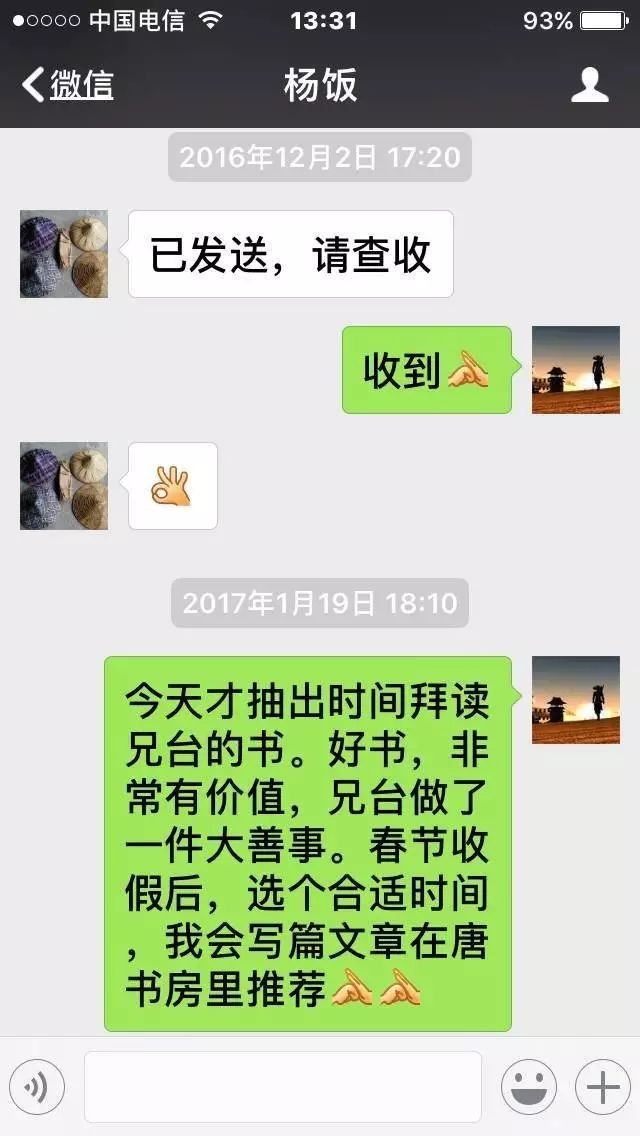 中国电信 13:31 93%
微信 杨饭
2016年12月2日 17:20
已发送，请查收
收到
2017年1月19日 18:10
今天才抽出时间拜读
兄台的书。好书，非
常有价值，兄台做了
一件大善事。春节收
假后，选个合适时间
，我会写篇文章在唐
书房里推荐